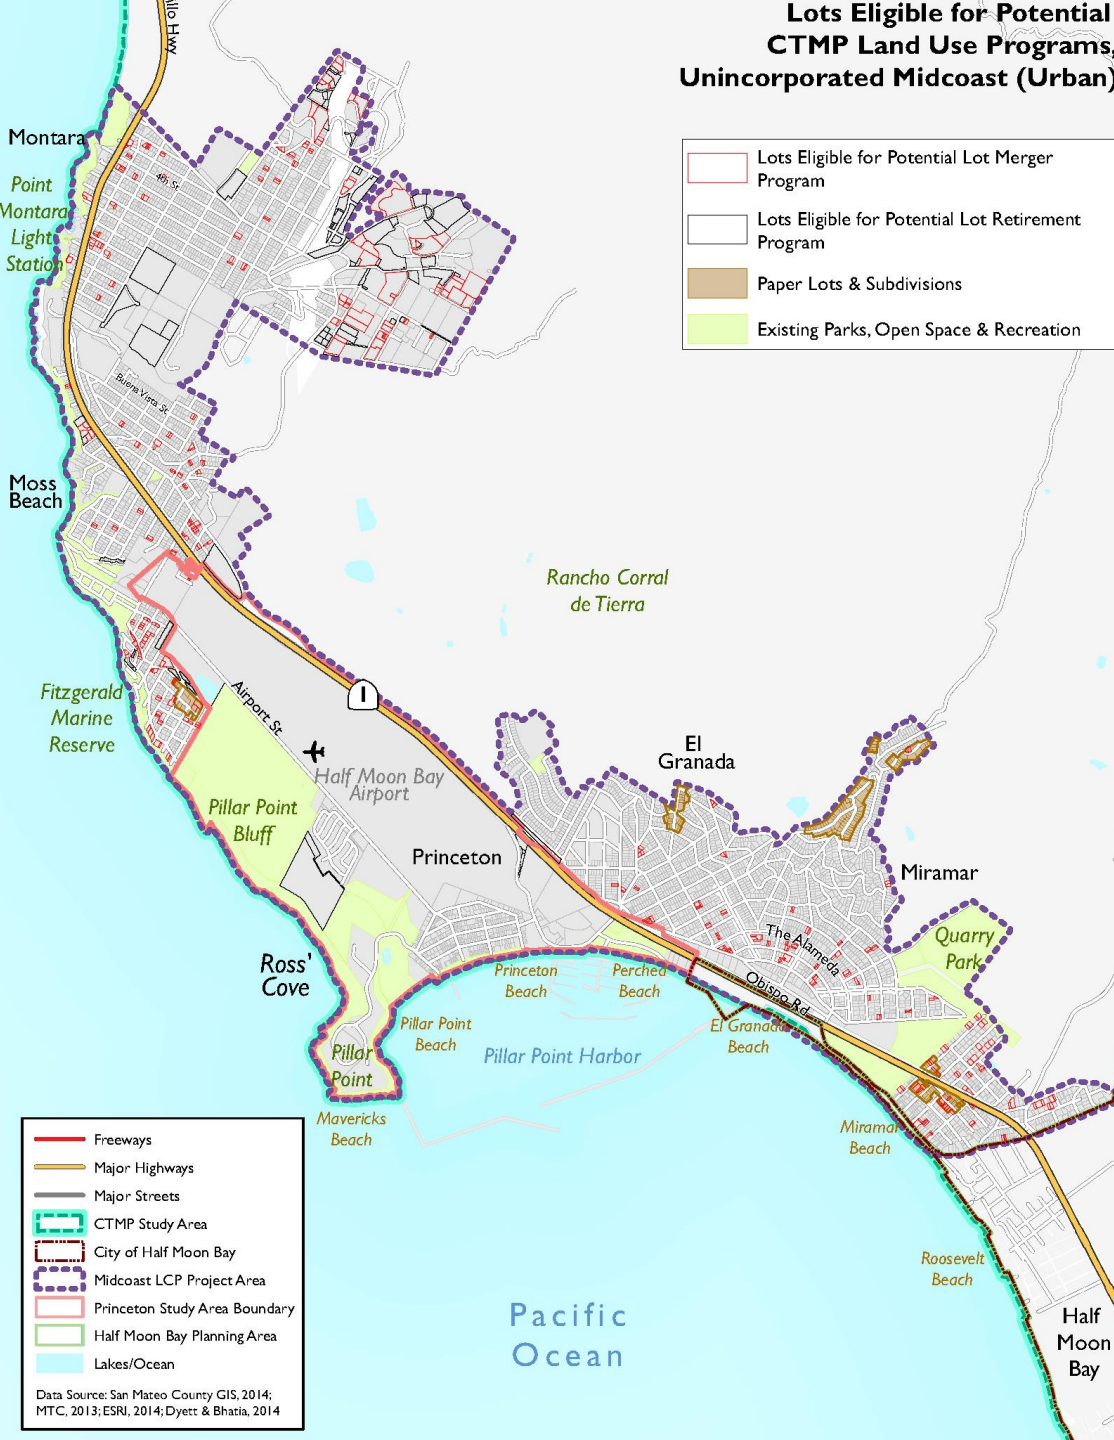 Lots Eligible for Potential
CTMP Land Use Programs,
Unincorporated Midcoast (Urban)
Lots Eligible for Potential Lot Merger
Program
Lots Eligible for Potential Lot Retirement
Program
Paper Lots & Subdivisions
Existing Parks, Open Space & Recreation
Hwy
Montara
4th St
Point
Montara
Light
Station
Buena Vista St
Moss
Beach
Rancho Corral
de Tierra
Fitzgerald
Marine
Reserve
Airport St
1
El
Granada
Half Moon Bay
Airport
Pillar Point
Bluff
Princeton
Miramar
The Alameda
Quarry
Park
Ross'
Cove
Princeton
Beach
Perched
Beach
Obispo Rd
Pillar Point
Beach
El Granada
Beach
Pillar Point Harbor
Pillar
Point
Mavericks
Beach
Miramar
Beach
Roosevelt
Beach
Pacific
Ocean
Half
Moon
Bay
Freeways
Major Highways
Major Streets
CTMP Study Area
City of Half Moon Bay
Midcoast LCP Project Area
Princeton Study Area Boundary
Half Moon Bay Planning Area
Lakes/Ocean
Data Source: San Mateo County GIS, 2014;
MTC, 2013; ESRI, 2014; Dyett & Bhatia, 2014